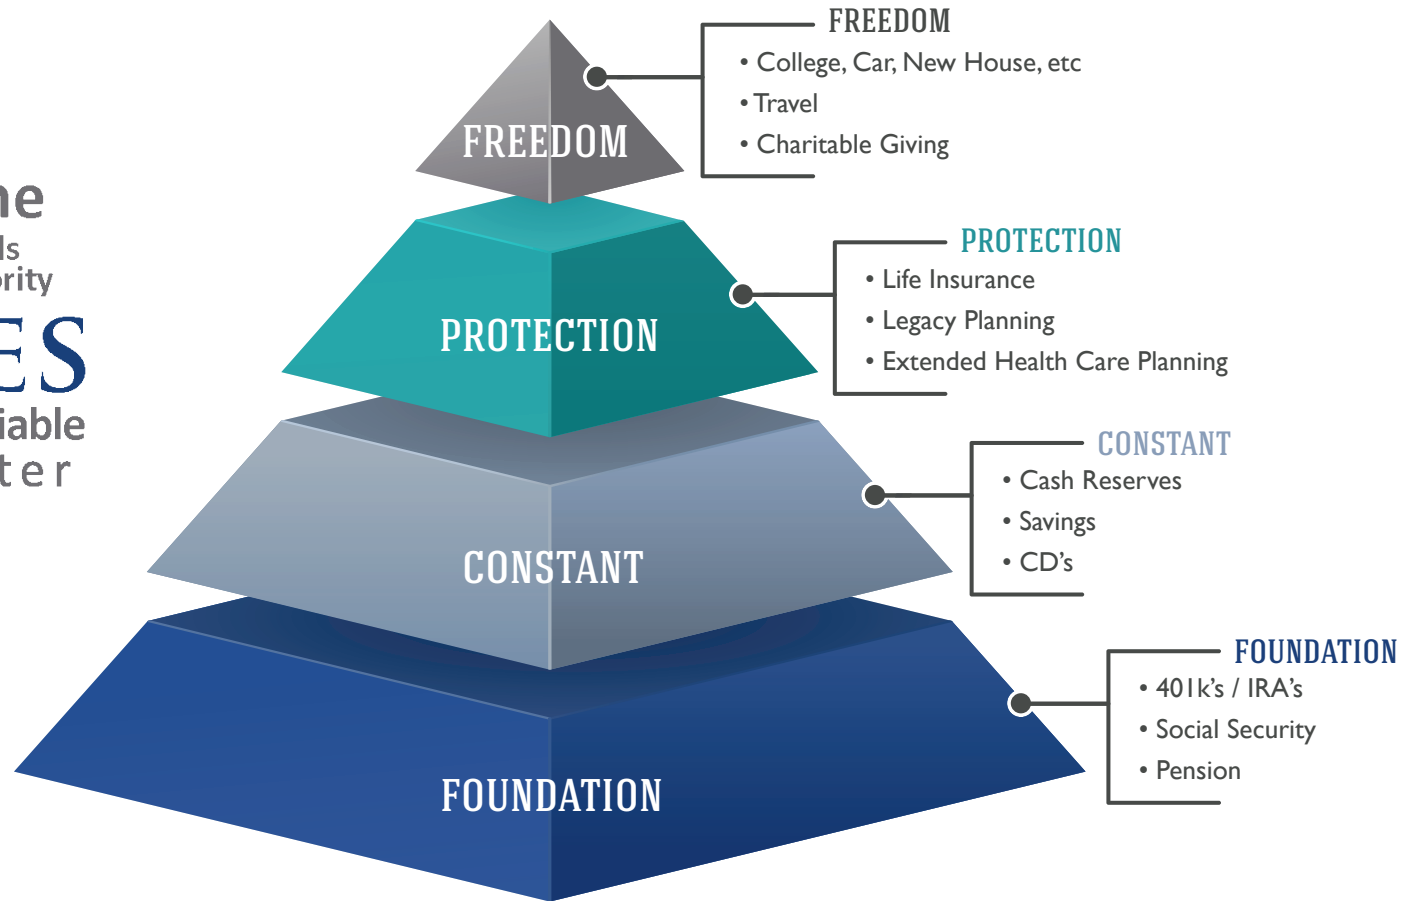 FREEDOM
• College, Car, New House, etc
• Travel
• Charitable Giving
FREEDOM
PROTECTION
• Life Insurance
• Legacy Planning
• Extended Health Care Planning
PROTECTION
CONSTANT
• Cash Reserves
• Savings
• CD's
CONSTANT
FOUNDATION
• 401k's / IRA's
• Social Security
• Pension
FOUNDATION